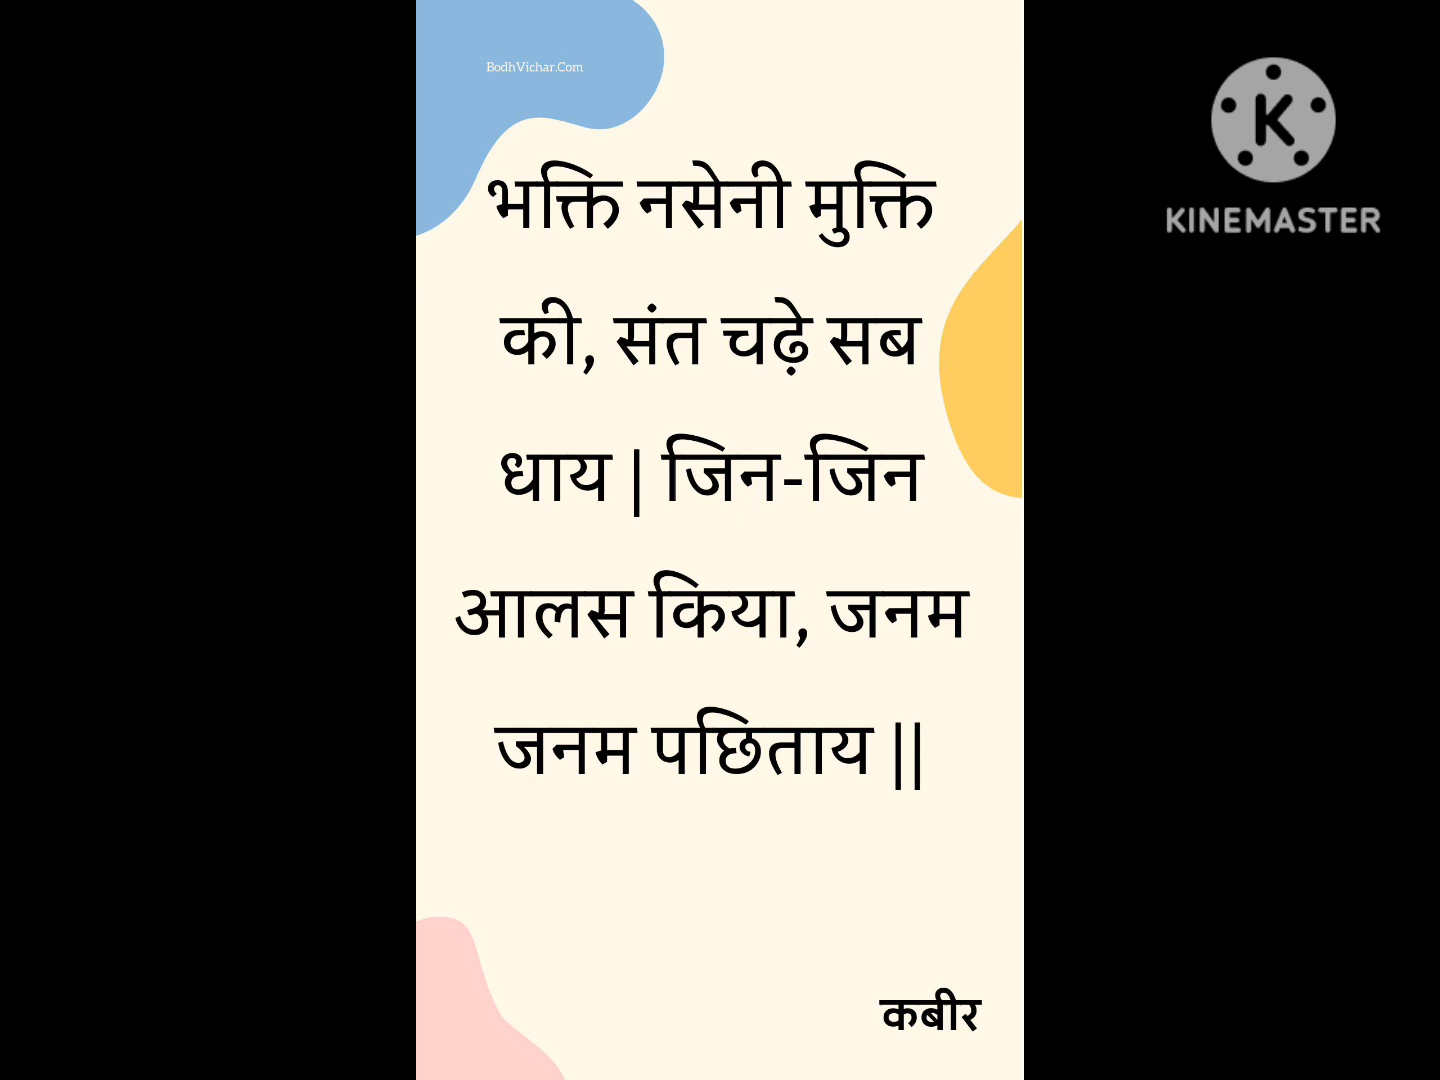 BodhVichar.Com
KINEMASTER
भक्ति नसेनी मुक्ति
की, संत चढ़े सब
धाय | जिन-जिन
आलस किया, जनम
जनम पछिताय ||
कबीर